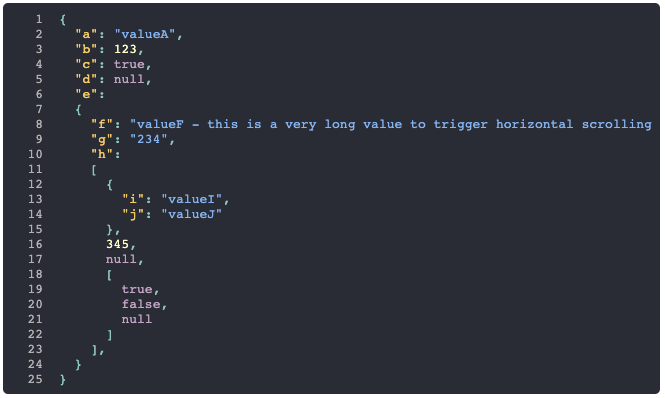 1 {
2   "a": "valueA",
3   "b": 123,
4   "c": true,
5   "d": null,
6   "e":
7   {
8     "f": "valueF - this is a very long value to trigger horizontal scrolling
9     "g": "234",
10     "h":
11     [
12       {
13         "i": "valueI",
14         "j": "valueJ"
15       },
16       345,
17       null,
18       [
19         true,
20         false,
21         null
22       ]
23     ],
24   }
25 }